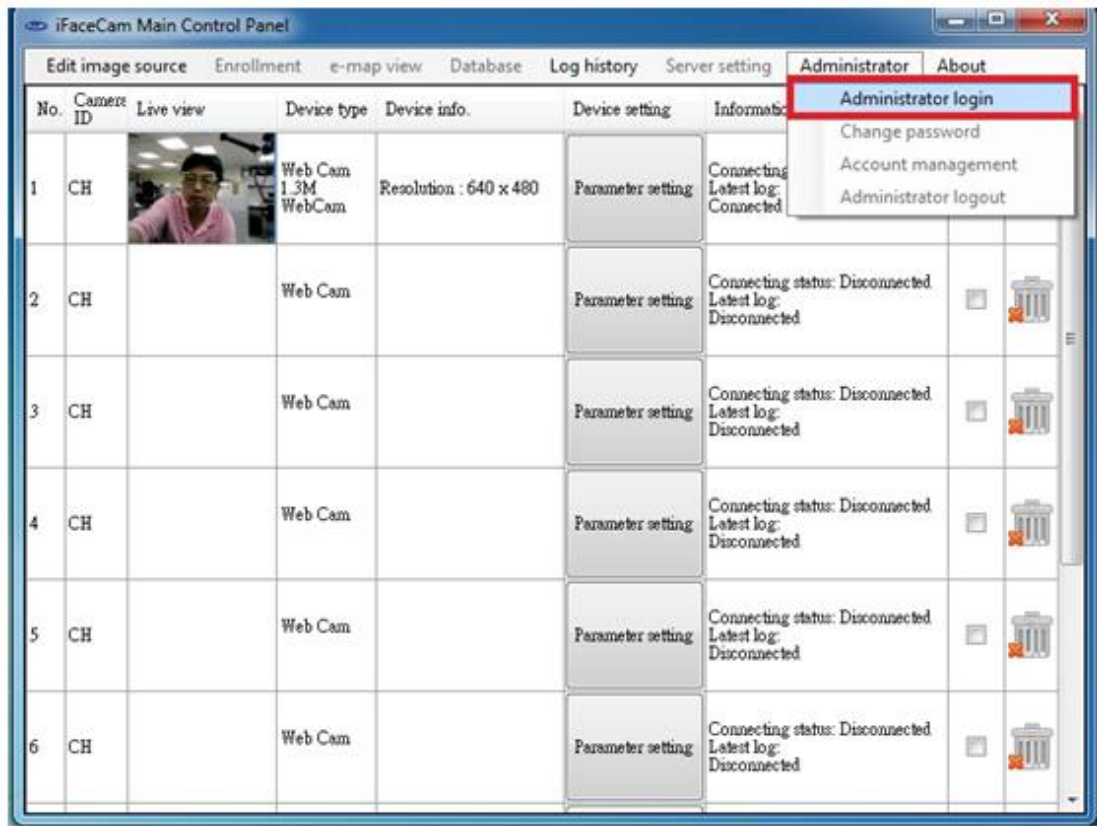 iFaceCam Main Control Panel
Edit image source Enrollment e-map view Database Log history Server setting Administrator About
Administrator login
Change password
Account management
Administrator logout
No. Camera ID Live view Device type Device info. Device setting
1 CH Web Cam
1.3M
WebCam
Resolution : 640 x 480
Parameter setting
Connecting
Latest log:
Connected
2 CH Web Cam Parameter setting
Connecting status: Disconnected
Latest log:
Disconnected
3 CH Web Cam Parameter setting
Connecting status: Disconnected
Latest log:
Disconnected
4 CH Web Cam Parameter setting
Connecting status: Disconnected
Latest log:
Disconnected
5 CH Web Cam Parameter setting
Connecting status: Disconnected
Latest log:
Disconnected
6 CH Web Cam Parameter setting
Connecting status: Disconnected
Latest log:
Disconnected